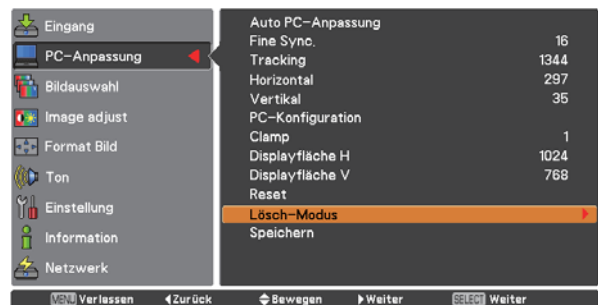 Eingang
PC-Anpassung
Bildauswahl
Image adjust
Format Bild
Ton
Einstellung
Information
Netzwerk
Auto PC-Anpassung
Fine Sync. 16
Tracking 1344
Horizontal 297
Vertikal 35
PC-Konfiguration
Clamp 1
Displayfläche H 1024
Displayfläche V 768
Reset
Lösch-Modus
Speichern
MENU Verlassen Zurück Bewegen Weiter SELECT Weiter